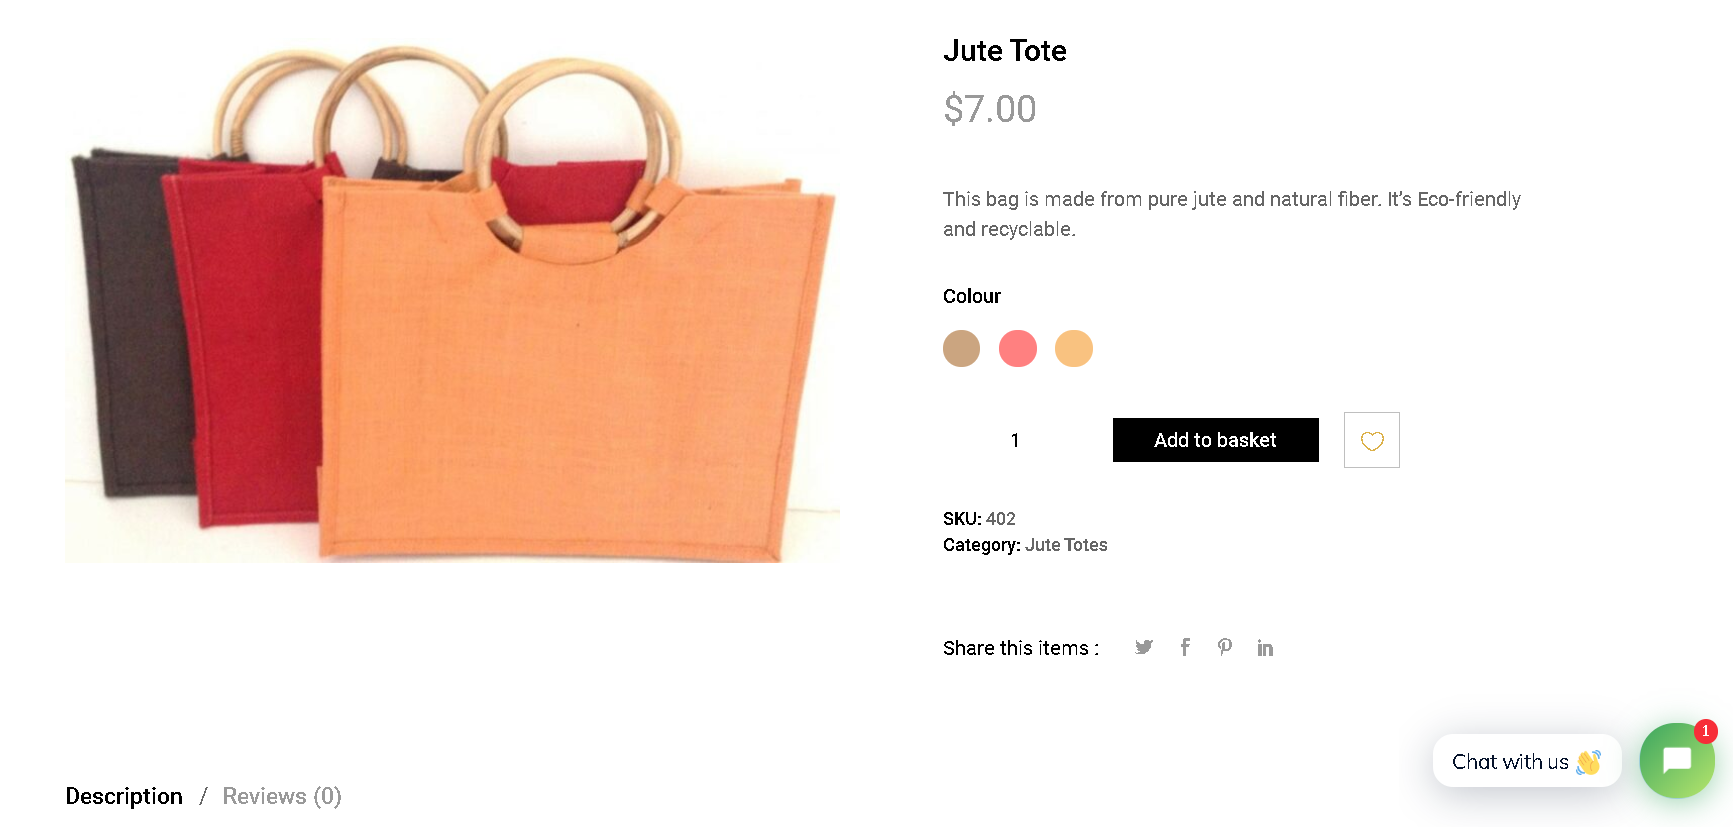 Jute Tote
$7.00
This bag is made from pure jute and natural fiber. It's Eco-friendly
and recyclable.
Colour
1
Add to basket
SKU: 402
Category: Jute Totes
Share this items :
1
Chat with us 👋
Description / Reviews (0)